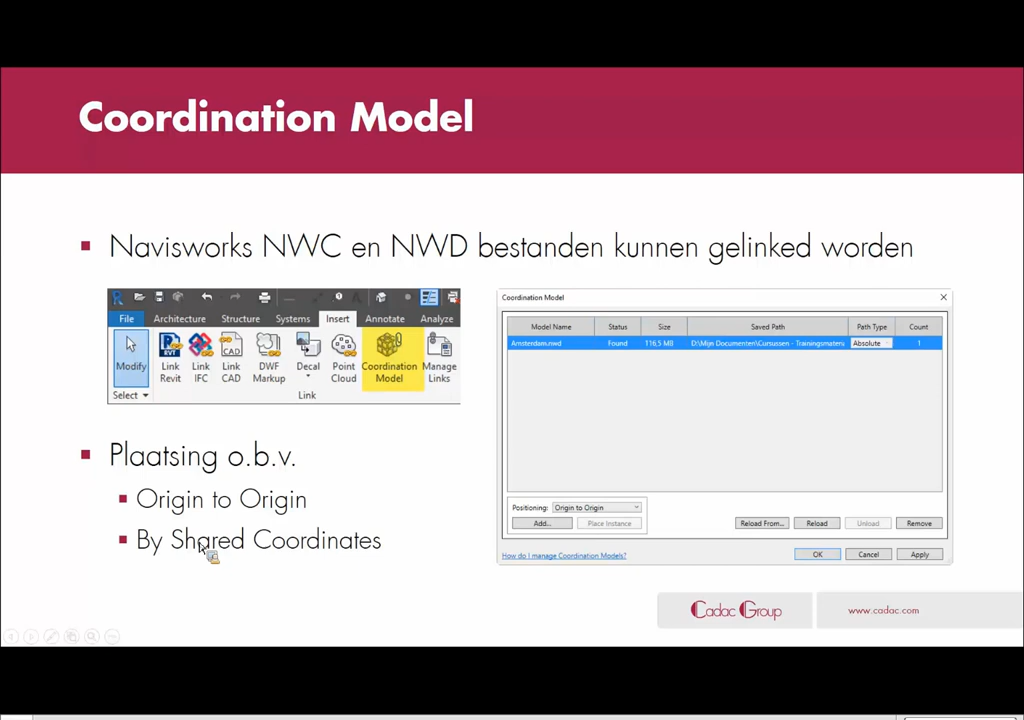 Coordination Model
Navisworks NWC en NWD bestanden kunnen gelinked worden
File Architecture Structure Systems Insert Annotate Analyze
Modify Link Revit Link IFC Link CAD DWF Markup Decal Point Cloud Coordination Model Manage Links
Select Link
Coordination Model
Model Name Status Size Saved Path Path Type Count
Amsterdam.nwd Found 116,5 MB D:\Mijn Documenten\Cursussen - Trainingsmateri Absolute 1
Positioning: Origin to Origin
Add... Place Instance Reload From... Reload Unload Remove
How do I manage Coordination Models? OK Cancel Apply
Plaatsing o.b.v.
Origin to Origin
By Shared Coordinates
Cadac Group www.cadac.com